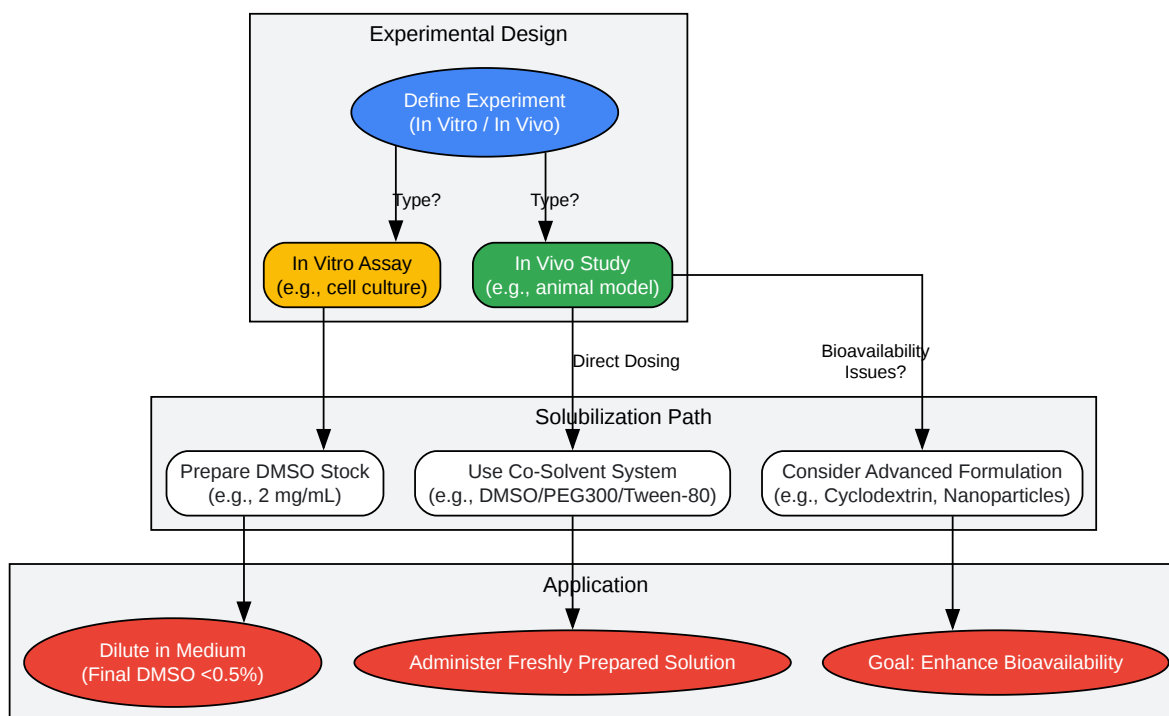 Experimental Design
Define Experiment
(In Vitro / In Vivo)
Type?
Type?
In Vitro Assay
(e.g., cell culture)
In Vivo Study
(e.g., animal model)
Direct Dosing
Bioavailability
Issues?
Solubilization Path
Prepare DMSO Stock
(e.g., 2 mg/mL)
Use Co-Solvent System
(e.g., DMSO/PEG300/Tween-80)
Consider Advanced Formulation
(e.g., Cyclodextrin, Nanoparticles)
Application
Dilute in Medium
(Final DMSO <0.5%)
Administer Freshly Prepared Solution
Goal: Enhance Bioavailability